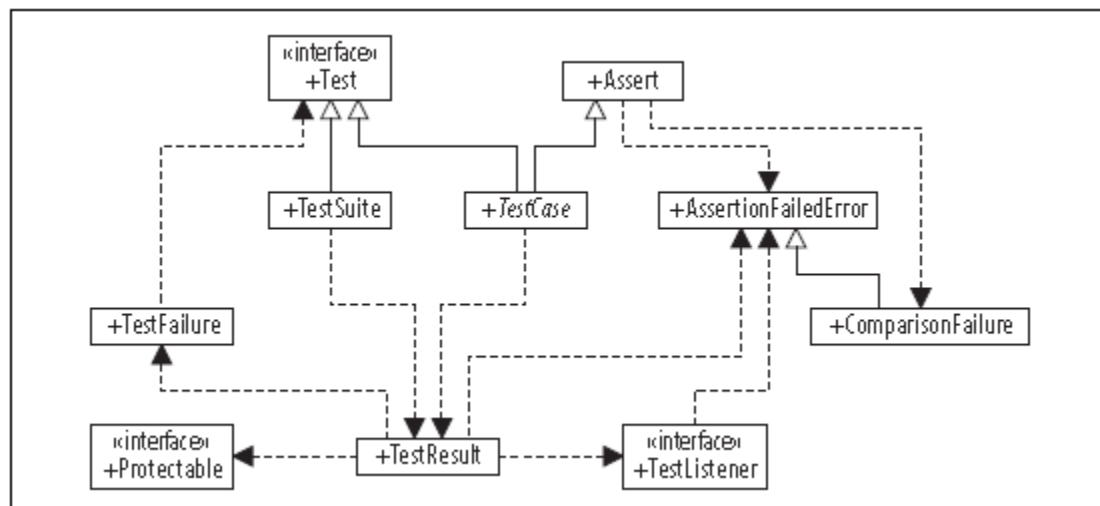 «interface»
+Test
+Assert
+TestSuite
+TestCase
+AssertionFailedError
+TestFailure
+ComparisonFailure
«interface»
+Protectable
+TestResult
«interface»
+TestListener